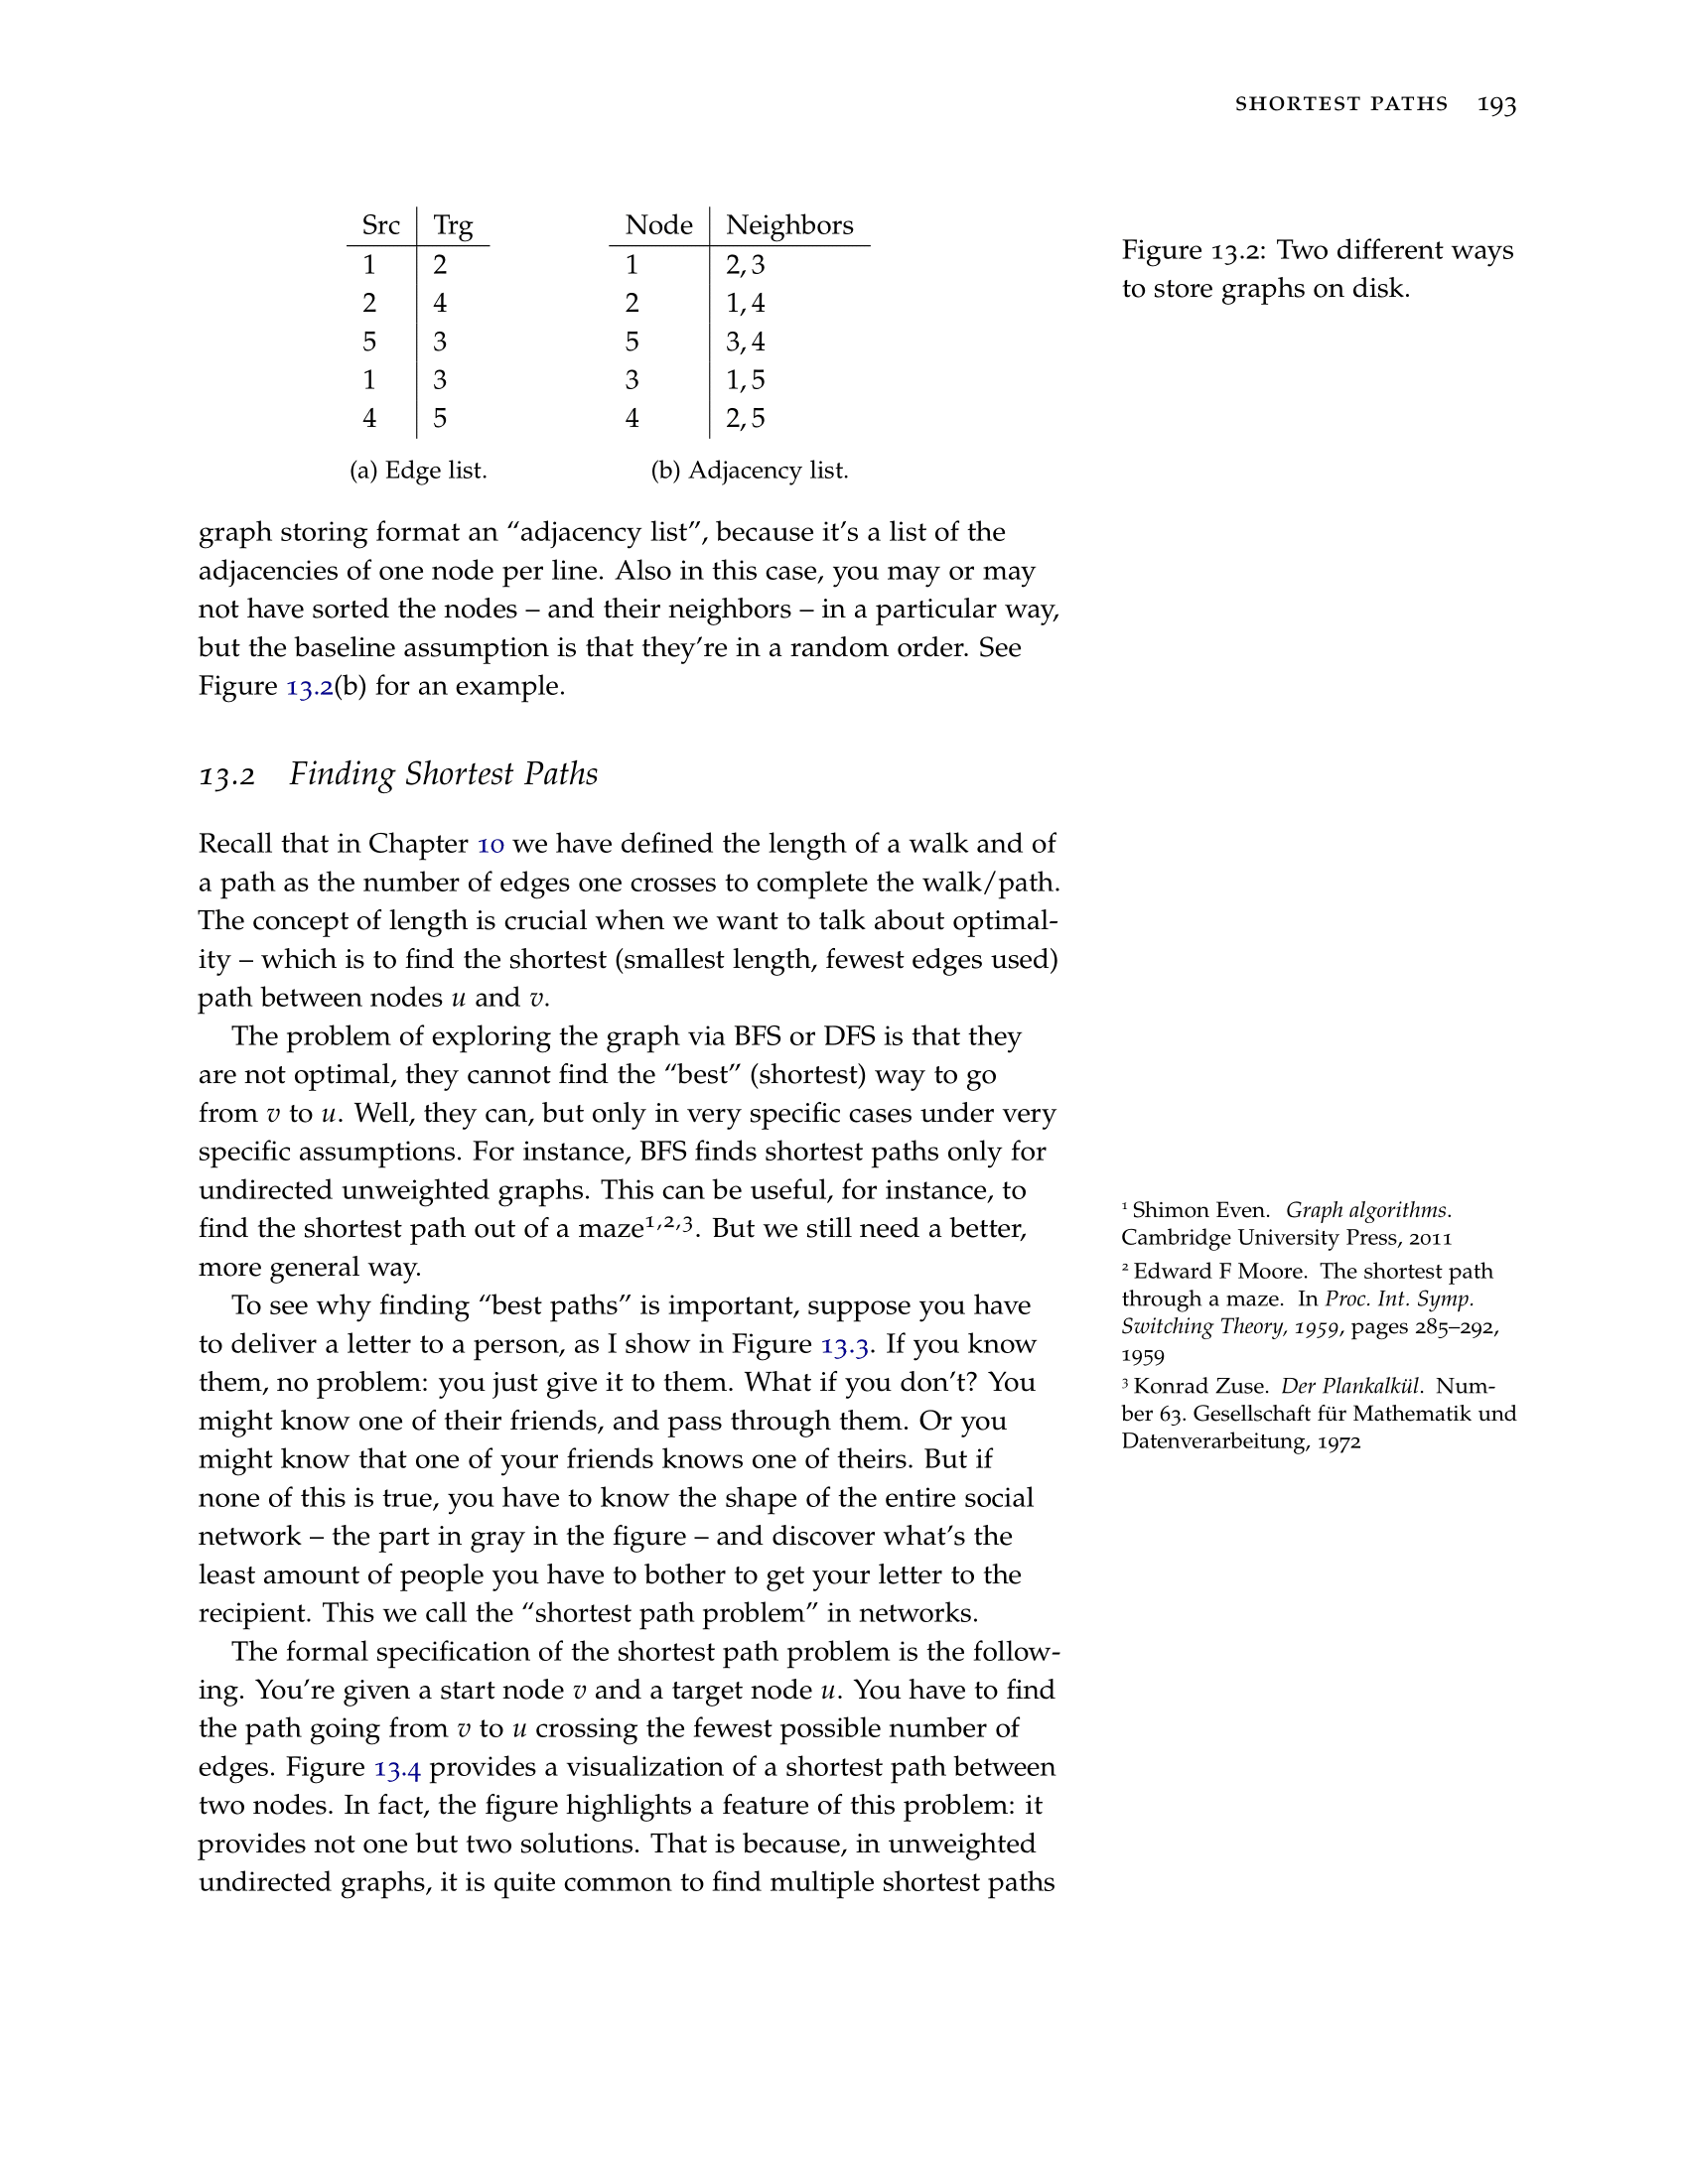 SHORTEST PATHS 193
Src Trg
1 2
2 4
5 3
1 3
4 5
(a) Edge list.
Node Neighbors
1 2, 3
2 1, 4
5 3, 4
3 1, 5
4 2, 5
(b) Adjacency list.
Figure 13.2: Two different ways
to store graphs on disk.
graph storing format an “adjacency list”, because it’s a list of the
adjacencies of one node per line. Also in this case, you may or may
not have sorted the nodes – and their neighbors – in a particular way,
but the baseline assumption is that they’re in a random order. See
Figure 13.2(b) for an example.
13.2 Finding Shortest Paths
Recall that in Chapter 10 we have defined the length of a walk and of
a path as the number of edges one crosses to complete the walk/path.
The concept of length is crucial when we want to talk about optimal-
ity – which is to find the shortest (smallest length, fewest edges used)
path between nodes u and v.
The problem of exploring the graph via BFS or DFS is that they
are not optimal, they cannot find the “best” (shortest) way to go
from v to u. Well, they can, but only in very specific cases under very
specific assumptions. For instance, BFS finds shortest paths only for
undirected unweighted graphs. This can be useful, for instance, to
find the shortest path out of a maze1,2,3. But we still need a better,
more general way.
To see why finding “best paths” is important, suppose you have
to deliver a letter to a person, as I show in Figure 13.3. If you know
them, no problem: you just give it to them. What if you don’t? You
might know one of their friends, and pass through them. Or you
might know that one of your friends knows one of theirs. But if
none of this is true, you have to know the shape of the entire social
network – the part in gray in the figure – and discover what’s the
least amount of people you have to bother to get your letter to the
recipient. This we call the “shortest path problem” in networks.
The formal specification of the shortest path problem is the follow-
ing. You’re given a start node v and a target node u. You have to find
the path going from v to u crossing the fewest possible number of
edges. Figure 13.4 provides a visualization of a shortest path between
two nodes. In fact, the figure highlights a feature of this problem: it
provides not one but two solutions. That is because, in unweighted
undirected graphs, it is quite common to find multiple shortest paths
1 Shimon Even. Graph algorithms.
Cambridge University Press, 2011
2 Edward F Moore. The shortest path
through a maze. In Proc. Int. Symp.
Switching Theory, 1959, pages 285–292,
1959
3 Konrad Zuse. Der Plankalkül. Num-
ber 63. Gesellschaft für Mathematik und
Datenverarbeitung, 1972